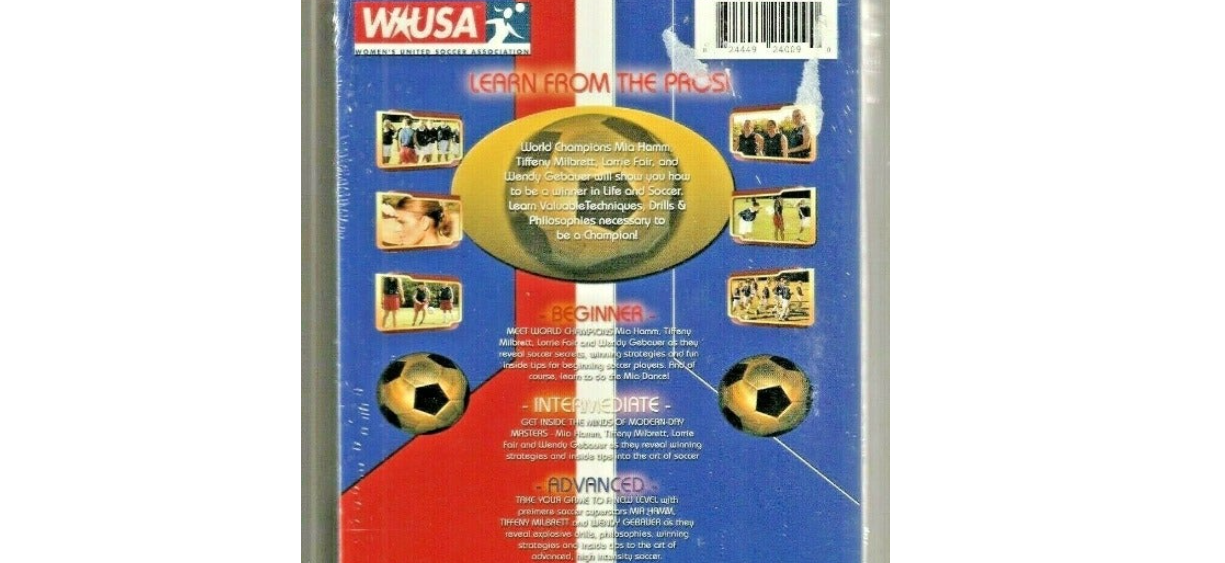 WUSA
WOMEN'S UNITED SOCCER ASSOCIATION
8 24449 24009 8
LEARN FROM THE PROS!
World Champions Mia Hamm,
Tiffeny Milbrett, Lorrie Fair, and
Wendy Gebauer will show you how
to be a winner in Life and Soccer.
Learn ValuableTechniques, Drills &
Philosophies necessary to
be a Champion!
- BEGINNER -
MEET WORLD CHAMPIONS Mia Hamm, Tiffeny
Milbrett, Lorrie Fair and Wendy Gebauer as they
reveal soccer secrets, winning strategies and fun
inside tips for beginning soccer players. And of
course, learn to do the Mia Dance!
- INTERMEDIATE -
GET INSIDE THE MINDS OF MODERN-DAY
MASTERS - Mia Hamm, Tiffeny Milbrett, Lorrie
Fair and Wendy Gebauer as they reveal winning
strategies and inside tips into the art of soccer
- ADVANCED -
TAKE YOUR GAME TO A NEW LEVEL with
premiere soccer superstars MIA HAMM,
TIFFENY MILBRETT and WENDY GEBAUER as they
reveal explosive drills, philosophies, winning
strategies and inside tips to the art of
advanced, high intensity soccer.